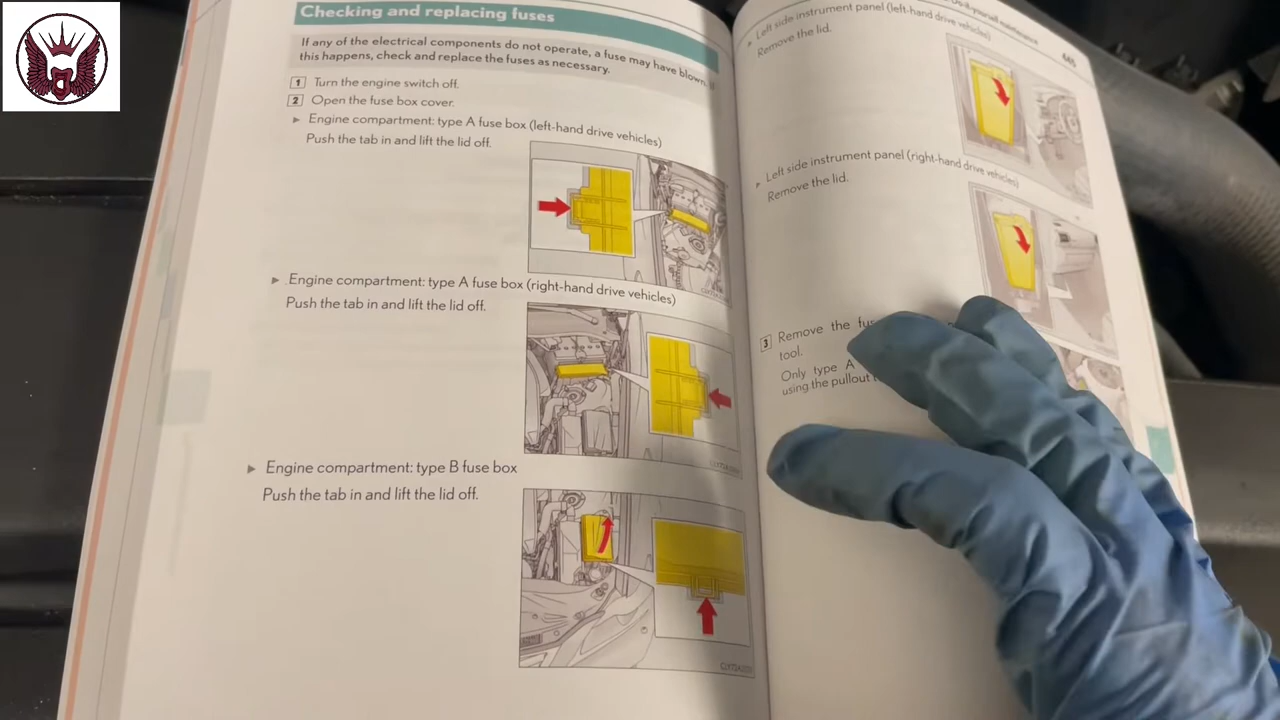 Checking and replacing fuses
If any of the electrical components do not operate, a fuse may have blown. If
this happens, check and replace the fuses as necessary.
1 Turn the engine switch off.
2 Open the fuse box cover.
▶ Engine compartment: type A fuse box (left-hand drive vehicles)
Push the tab in and lift the lid off.
▶ Engine compartment: type A fuse box (right-hand drive vehicles)
Push the tab in and lift the lid off.
▶ Engine compartment: type B fuse box
Push the tab in and lift the lid off.
Do-it-yourself maintenance
▶ Left side instrument panel (left-hand drive vehicles)
Remove the lid.
▶ Left side instrument panel (right-hand drive vehicles)
Remove the lid.
3 Remove the
tool.
Only type A
using the pullout